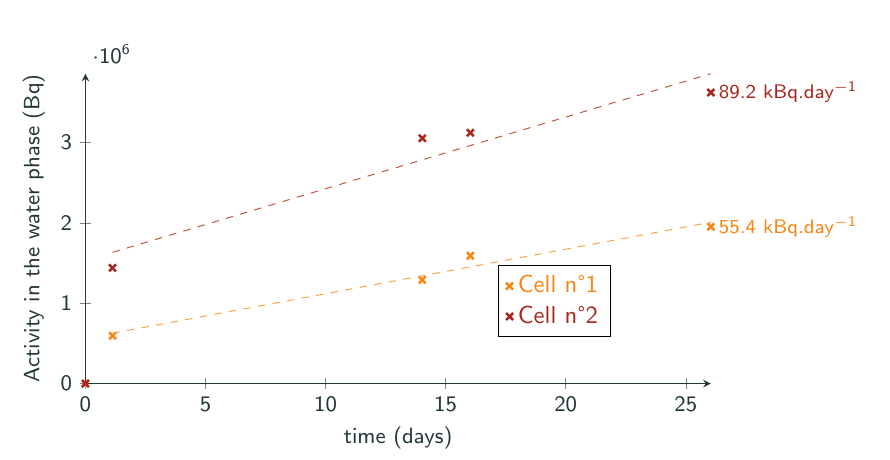 ·10⁶
Activity in the water phase (Bq)
3
2
1
0
0 5 10 15 20 25
time (days)
89.2 kBq.day⁻¹
55.4 kBq.day⁻¹
Cell n°1
Cell n°2